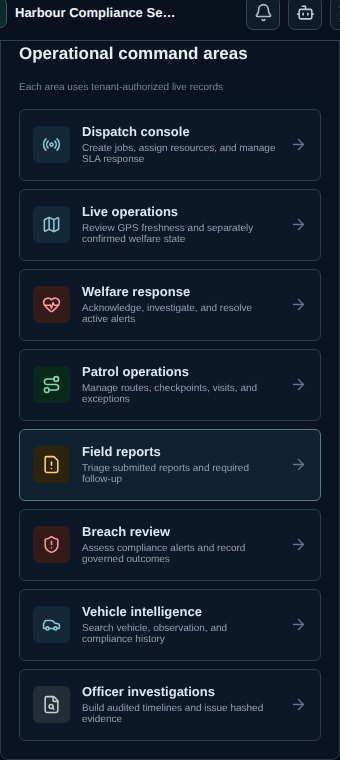 Harbour Compliance Se...
Operational command areas
Each area uses tenant-authorized live records
Dispatch console
Create jobs, assign resources, and manage
SLA response
Live operations
Review GPS freshness and separately
confirmed welfare state
Welfare response
Acknowledge, investigate, and resolve
active alerts
Patrol operations
Manage routes, checkpoints, visits, and
exceptions
Field reports
Triage submitted reports and required
follow-up
Breach review
Assess compliance alerts and record
governed outcomes
Vehicle intelligence
Search vehicle, observation, and
compliance history
Officer investigations
Build audited timelines and issue hashed
evidence